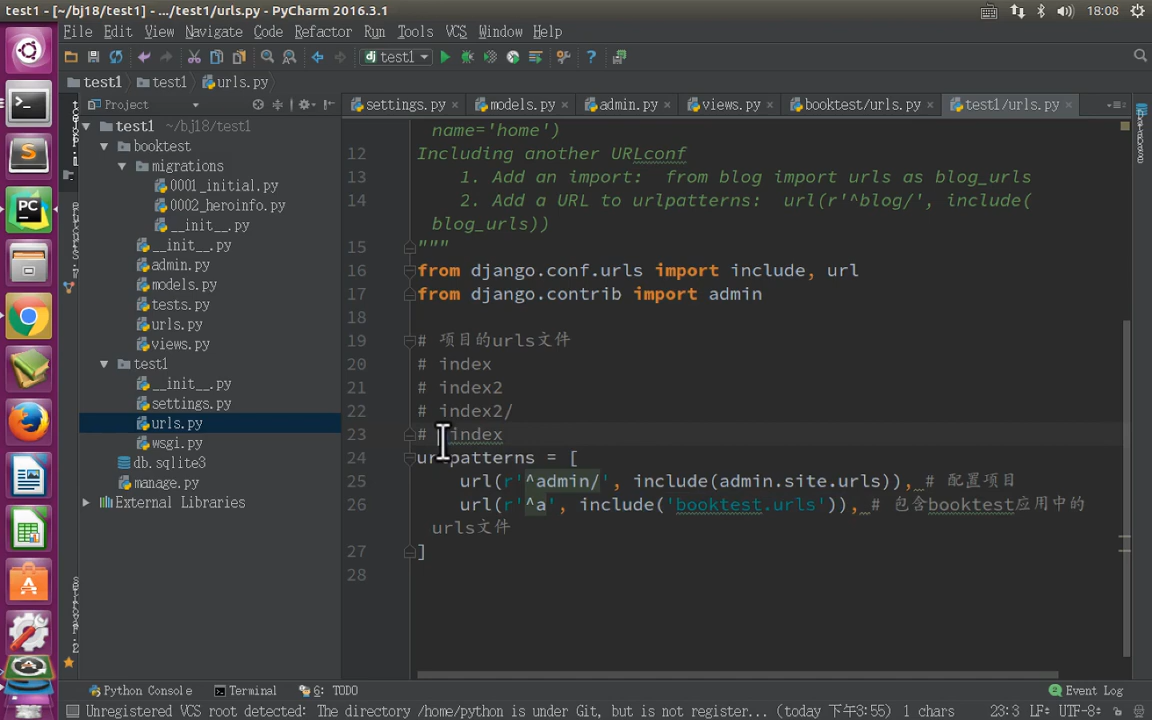 test1 - [~/bj18/test1] - .../test1/urls.py - PyCharm 2016.3.1
18:08
File Edit View Navigate Code Refactor Run Tools VCS Window Help
test1
test1 test1 urls.py
Project
settings.py models.py admin.py views.py booktest/urls.py test1/urls.py
test1 ~/bj18/test1
booktest
migrations
0001_initial.py
0002_heroinfo.py
__init__.py
__init__.py
admin.py
models.py
tests.py
urls.py
views.py
test1
__init__.py
settings.py
urls.py
wsgi.py
db.sqlite3
manage.py
External Libraries
name='home')
12 Including another URLconf
13 1. Add an import: from blog import urls as blog_urls
14 2. Add a URL to urlpatterns: url(r'^blog/', include(
blog_urls))
15 """
16 from django.conf.urls import include, url
17 from django.contrib import admin
18
19 # 项目的urls文件
20 # index
21 # index2
22 # index2/
23 # index
24 urlpatterns = [
25 url(r'^admin/', include(admin.site.urls)), # 配置项目
26 url(r'^a', include('booktest.urls')), # 包含booktest应用中的
urls文件
27 ]
28
Python Console Terminal 6: TODO Event Log
Unregistered VCS root detected: The directory /home/python is under Git, but is not register... (today 下午3:55) 1 chars 23:3 LF÷ UTF-8÷